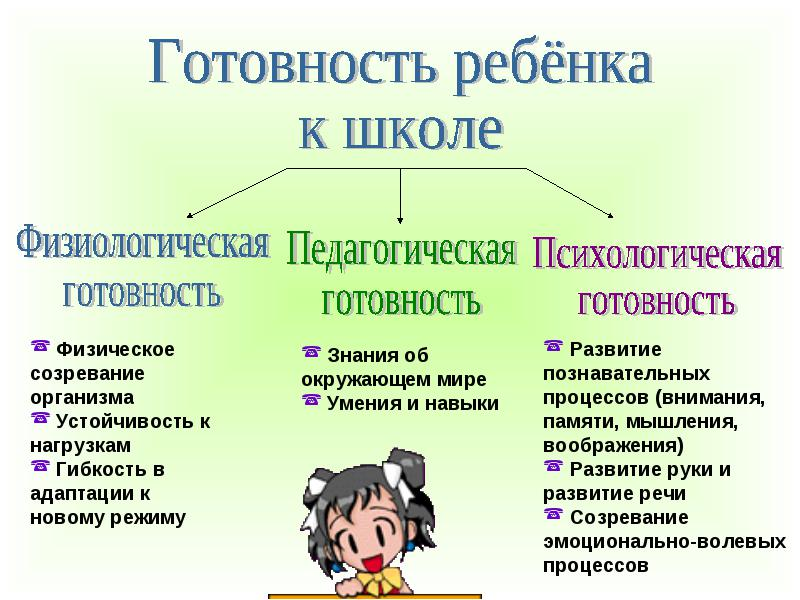 Готовность ребёнка
к школе
Физиологическая
готовность
Физическое
созревание
организма
Устойчивость к
нагрузкам
Гибкость в
адаптации к
новому режиму
Педагогическая
готовность
Знания об
окружающем мире
Умения и навыки
Психологическая
готовность
Развитие
познавательных
процессов (внимания,
памяти, мышления,
воображения)
Развитие руки и
развитие речи
Созревание
эмоционально-волевых
процессов